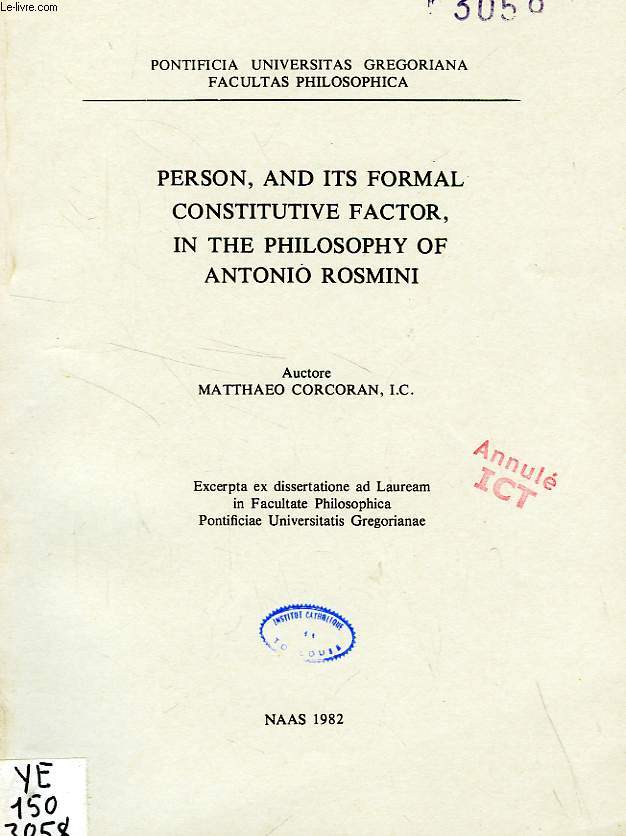 Le-livre.com
3058
PONTIFICIA UNIVERSITAS GREGORIANA
FACULTAS PHILOSOPHICA
PERSON, AND ITS FORMAL
CONSTITUTIVE FACTOR,
IN THE PHILOSOPHY OF
ANTONIO ROSMINI
Auctore
MATTHAEO CORCORAN, I.C.
Excerpta ex dissertatione ad Lauream
in Facultate Philosophica
Pontificiae Universitatis Gregorianae
Annulé
ICT
INSTITUT CATHOLIQUE
TOULOUSE
NAAS 1982
YE
150
3058